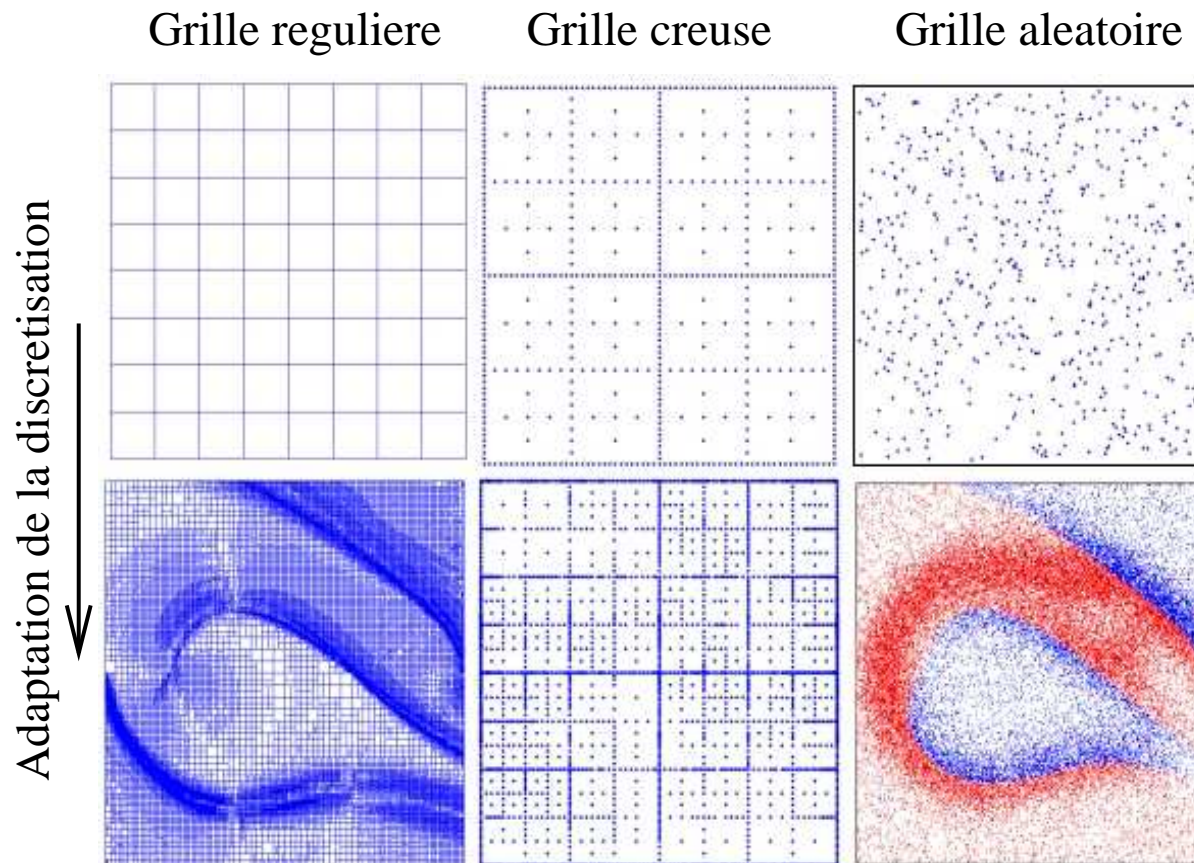 Grille reguliere
Grille creuse
Grille aleatoire
Adaptation de la discretisation